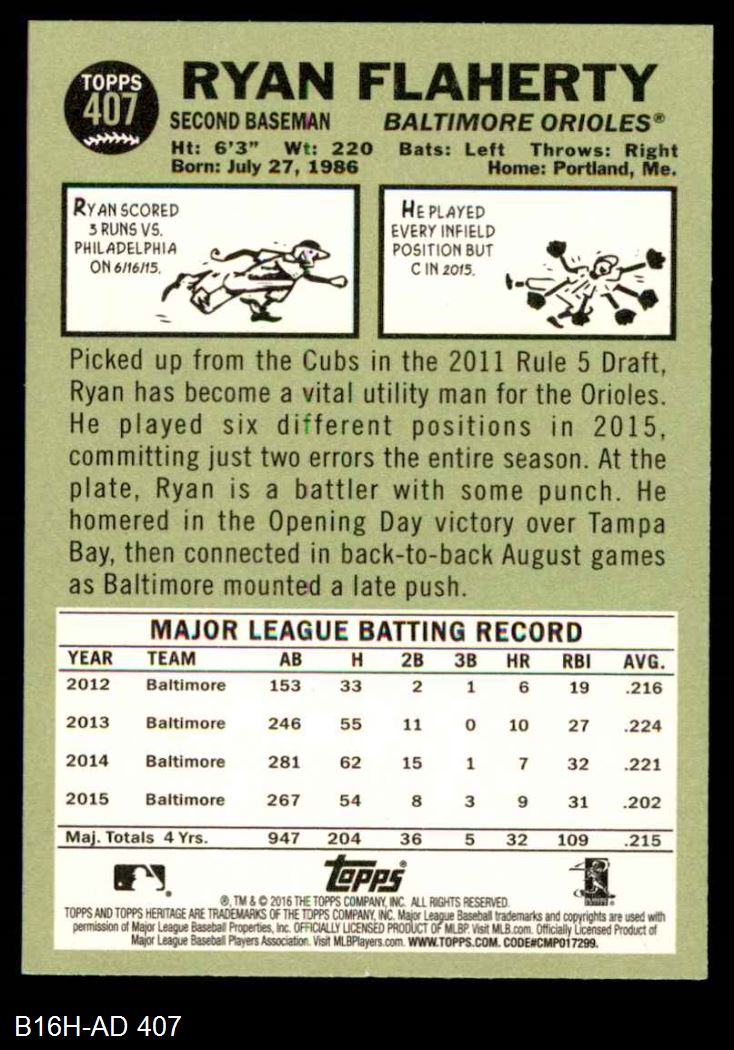 TOPPS
407
RYAN FLAHERTY
SECOND BASEMAN BALTIMORE ORIOLES®
Ht: 6'3" Wt: 220 Bats: Left Throws: Right
Born: July 27, 1986 Home: Portland, Me.
RYAN SCORED
3 RUNS VS.
PHILADELPHIA
ON 6/16/15.
HE PLAYED
EVERY INFIELD
POSITION BUT
C IN 2015.
Picked up from the Cubs in the 2011 Rule 5 Draft,
Ryan has become a vital utility man for the Orioles.
He played six different positions in 2015,
committing just two errors the entire season. At the
plate, Ryan is a battler with some punch. He
homered in the Opening Day victory over Tampa
Bay, then connected in back-to-back August games
as Baltimore mounted a late push.
MAJOR LEAGUE BATTING RECORD
YEAR TEAM AB H 2B 3B HR RBI AVG.
2012 Baltimore 153 33 2 1 6 19 .216
2013 Baltimore 246 55 11 0 10 27 .224
2014 Baltimore 281 62 15 1 7 32 .221
2015 Baltimore 267 54 8 3 9 31 .202
Maj. Totals 4 Yrs. 947 204 36 5 32 109 .215
Topps®
®, TM & © 2016 THE TOPPS COMPANY, INC. ALL RIGHTS RESERVED.
TOPPS AND TOPPS HERITAGE ARE TRADEMARKS OF THE TOPPS COMPANY, INC. Major League Baseball trademarks and copyrights are used with
permission of Major League Baseball Properties, Inc. OFFICIALLY LICENSED PRODUCT OF MLBP. Visit MLB.com. Officially Licensed Product of
Major League Baseball Players Association. Visit MLBPlayers.com. WWW.TOPPS.COM. CODE#CMP017299.
B16H-AD 407